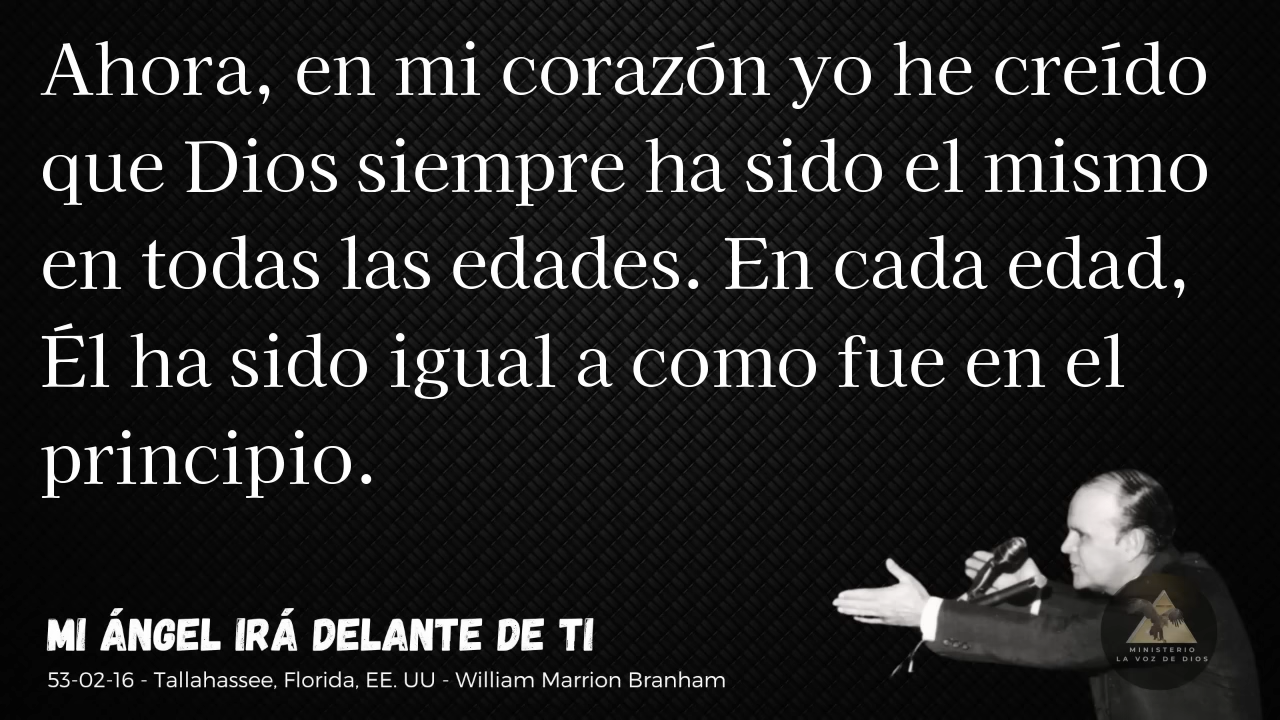 Ahora, en mi corazón yo he creído
que Dios siempre ha sido el mismo
en todas las edades. En cada edad,
Él ha sido igual a como fue en el
principio.
MI ÁNGEL IRÁ DELANTE DE TI
53-02-16 - Tallahassee, Florida, EE. UU - William Marrion Branham
MINISTERIO
LA VOZ DE DIOS